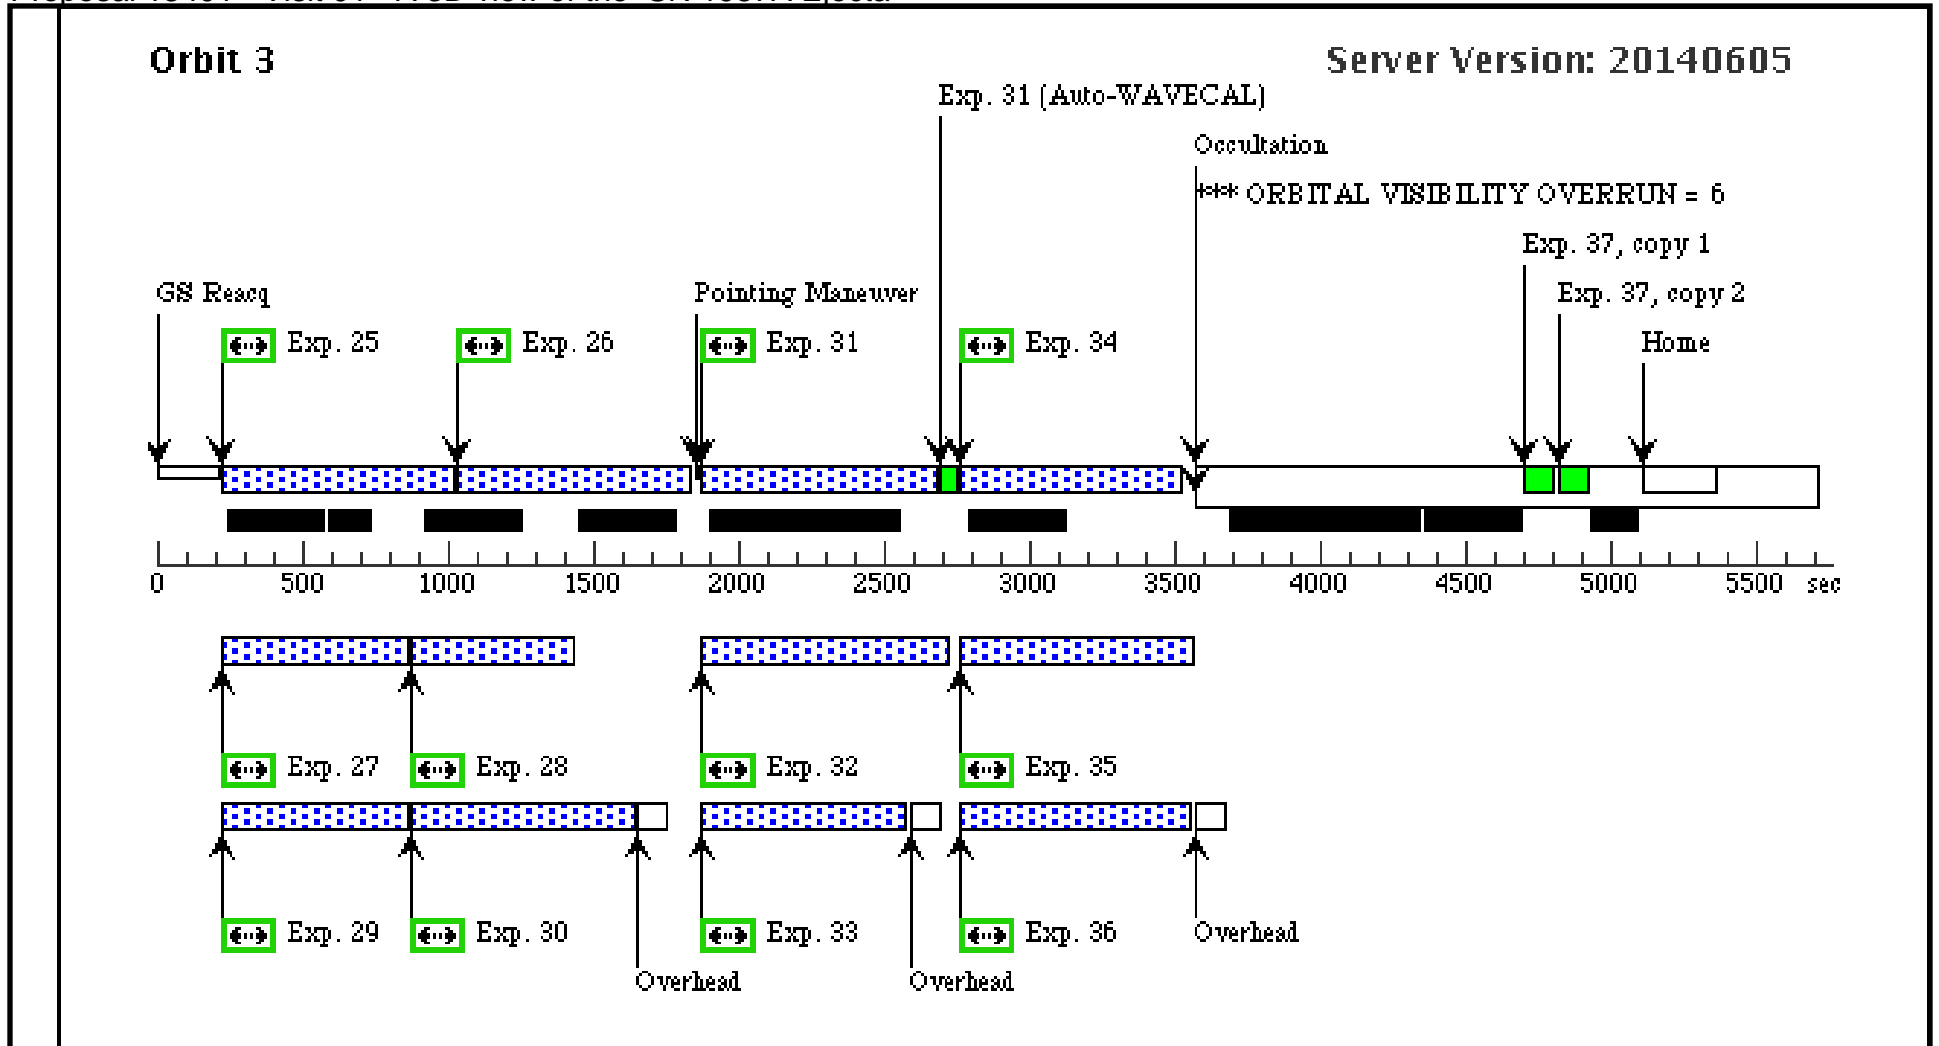 Orbit 3
Server Version: 20140605
Exp. 31 (Auto-WAVECAL)
Occultation
*** ORBITAL VISIBILITY OVERRUN = 6
Exp. 37, copy 1
GS Reacq
Pointing Maneuver
Exp. 37, copy 2
Exp. 25
Exp. 26
Exp. 31
Exp. 34
Home
0 500 1000 1500 2000 2500 3000 3500 4000 4500 5000 5500 sec
Exp. 27
Exp. 28
Exp. 32
Exp. 35
Exp. 29
Exp. 30
Exp. 33
Exp. 36
Overhead
Overhead
Overhead